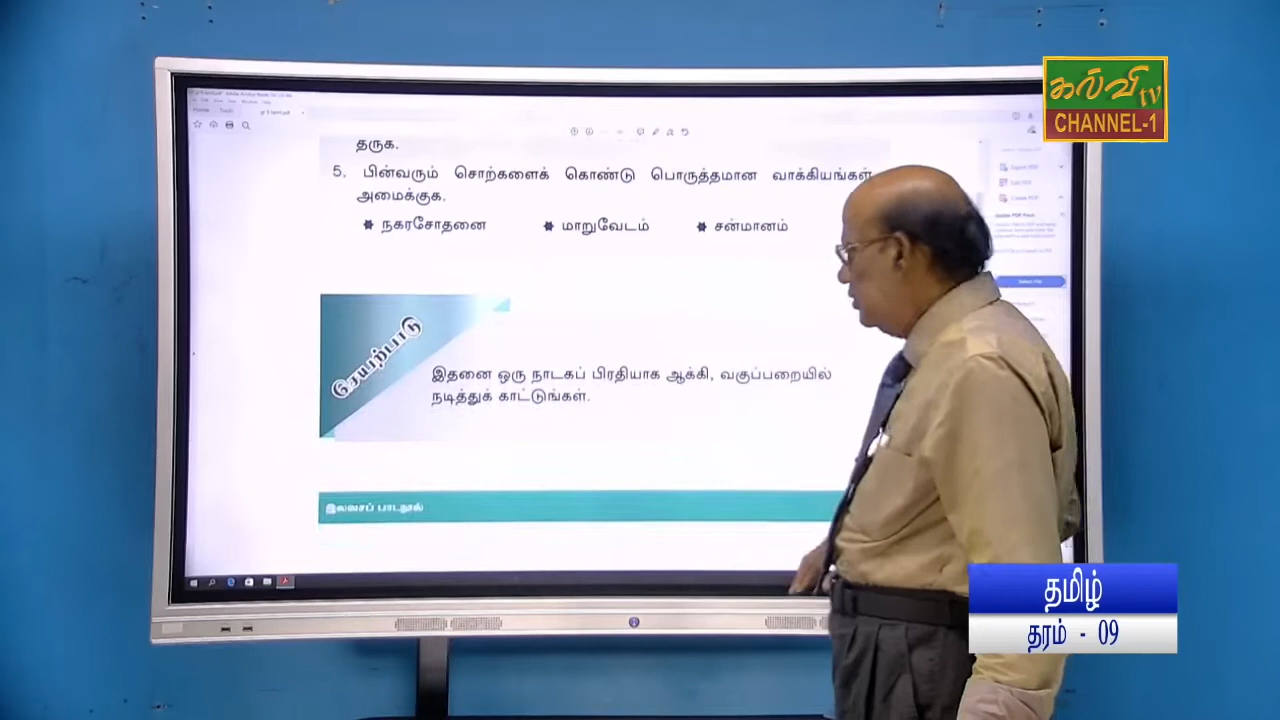 கல்வி tv
CHANNEL-1
தருக.
5. பின்வரும் சொற்களைக் கொண்டு பொருத்தமான வாக்கியங்கள்
அமைக்குக.
நகரசோதனை மாறுவேடம் சன்மானம்
செயற்பாடு
இதனை ஒரு நாடகப் பிரதியாக ஆக்கி, வகுப்பறையில்
நடித்துக் காட்டுங்கள்.
இலவசப் பாடநூல்
தமிழ்
தரம் - 09